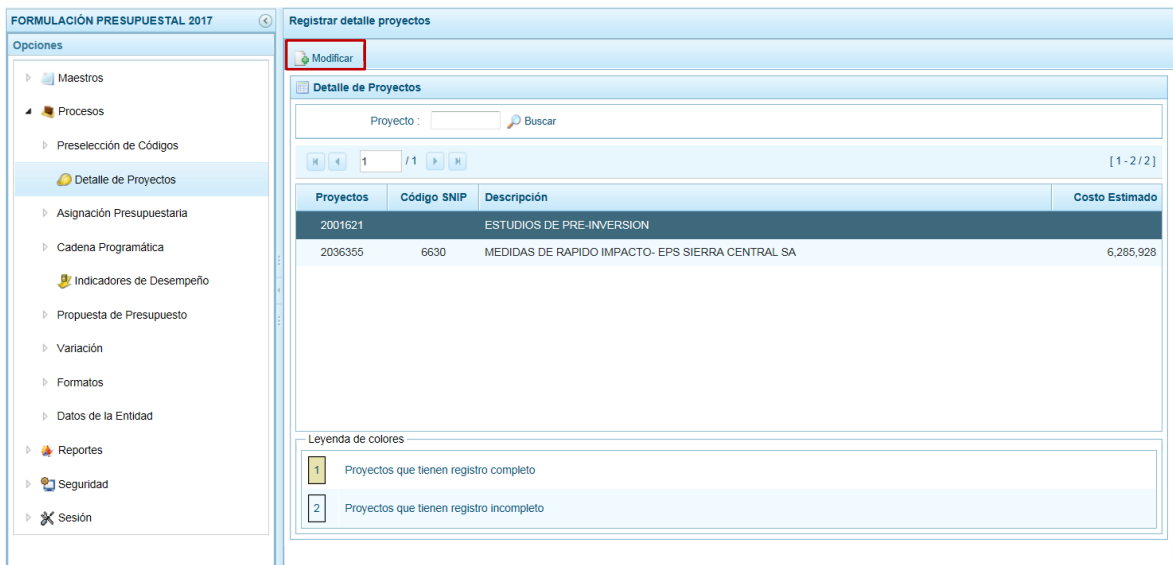 FORMULACIÓN PRESUPUESTAL 2017
Opciones
Maestros
Procesos
Preselección de Códigos
Detalle de Proyectos
Asignación Presupuestaria
Cadena Programática
Indicadores de Desempeño
Propuesta de Presupuesto
Variación
Formatos
Datos de la Entidad
Reportes
Seguridad
Sesión
Registrar detalle proyectos
Modificar
Detalle de Proyectos
Proyecto : Buscar
1 / 1 [ 1 - 2 / 2 ]
Proyectos Código SNIP Descripción Costo Estimado
2001621 ESTUDIOS DE PRE-INVERSION
2036355 6630 MEDIDAS DE RAPIDO IMPACTO- EPS SIERRA CENTRAL SA 6,285,928
Leyenda de colores
1 Proyectos que tienen registro completo
2 Proyectos que tienen registro incompleto